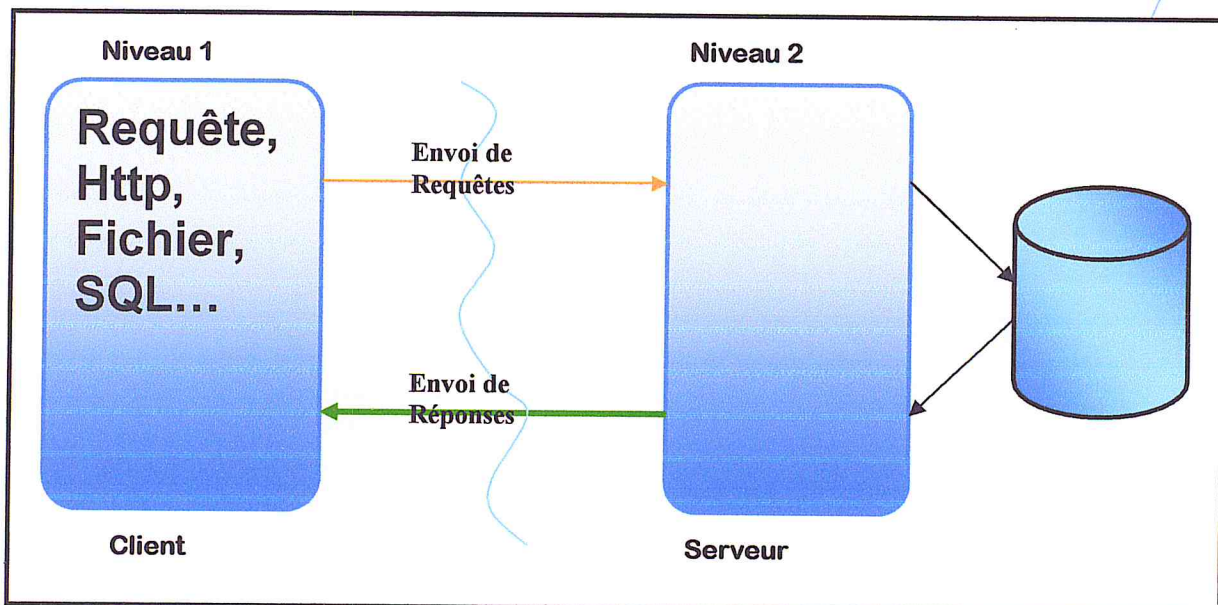 Niveau 1
Niveau 2
Requête,
Http,
Fichier,
SQL...
Envoi de
Requêtes
Envoi de
Réponses
Client
Serveur